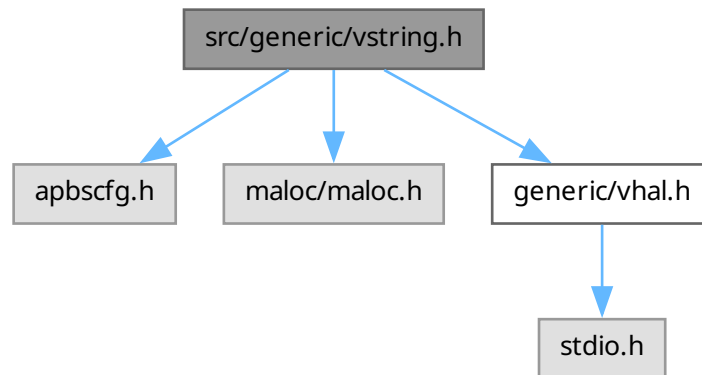 src/generic/vstring.h
apbscfg.h
maloc/maloc.h
generic/vhal.h
stdio.h